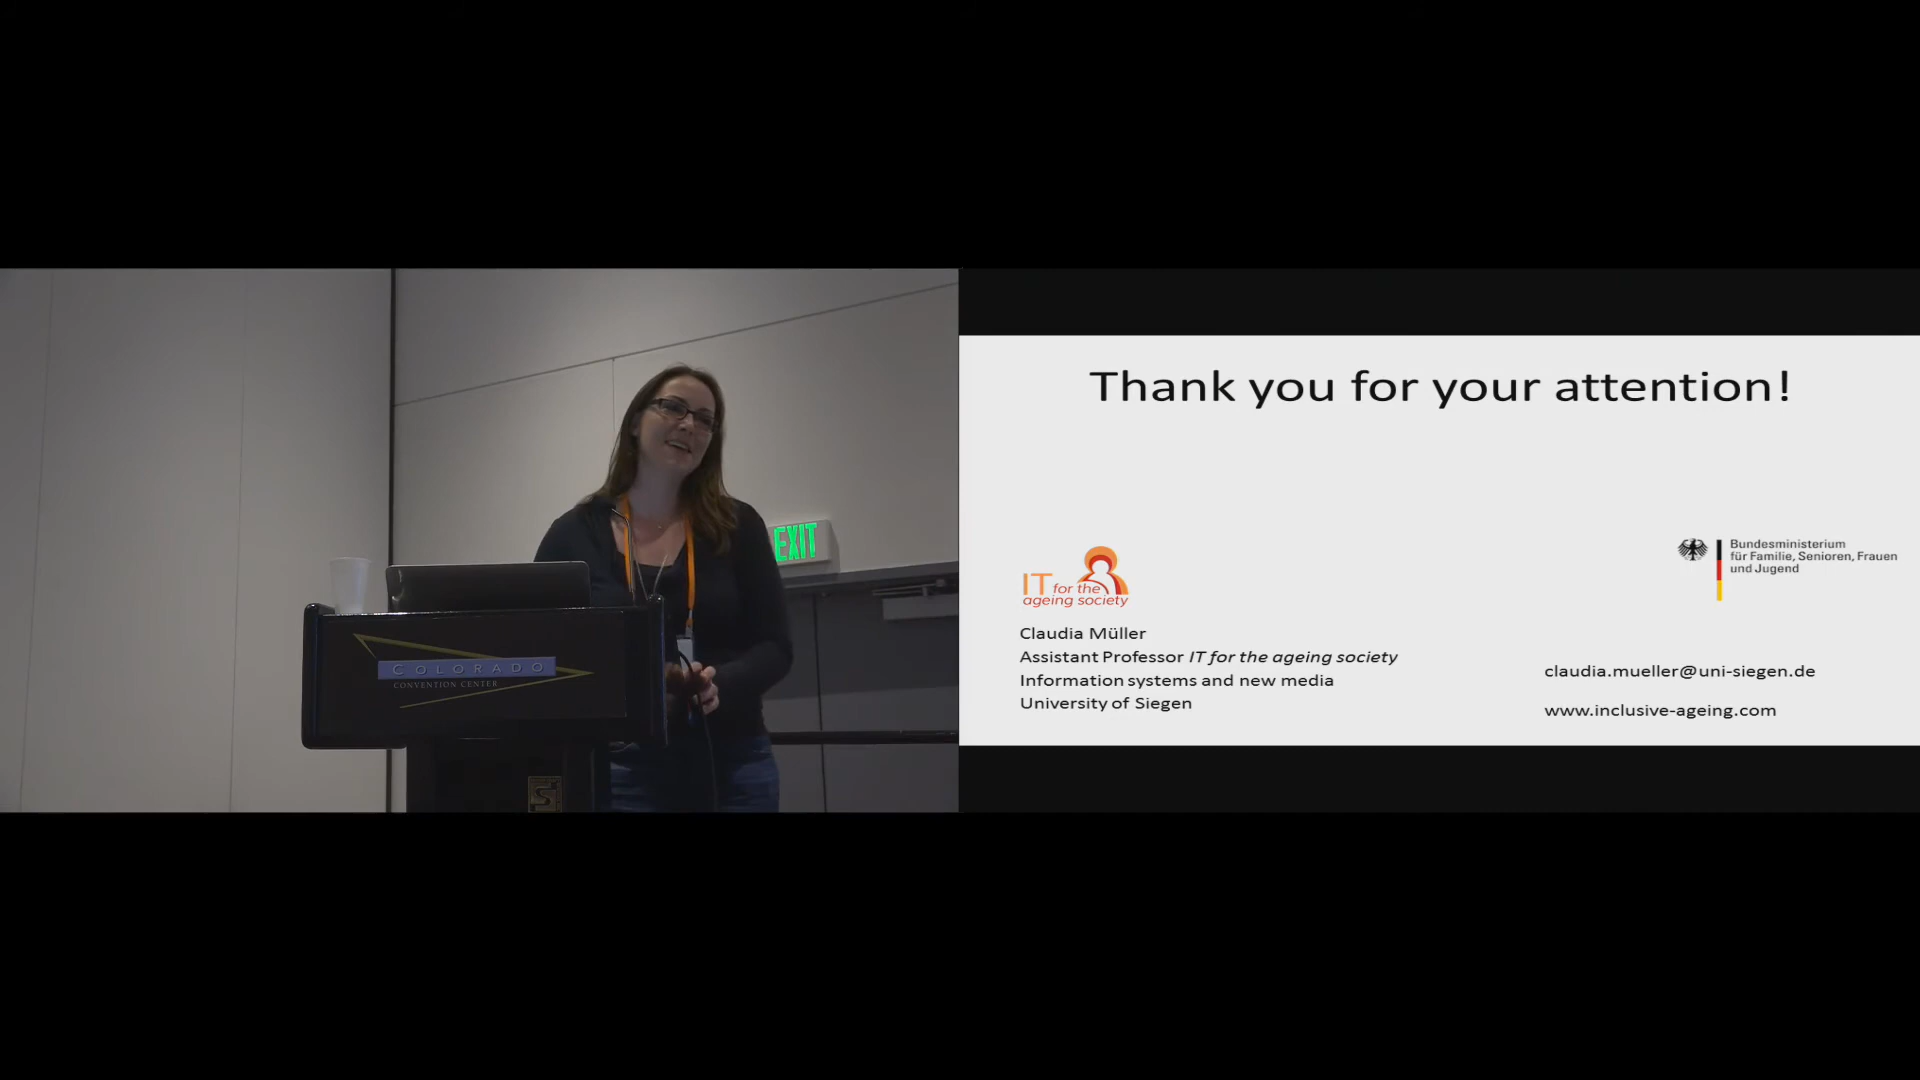 EXIT
COLORADO
CONVENTION CENTER
Thank you for your attention!
IT for the
ageing society
Bundesministerium
für Familie, Senioren, Frauen
und Jugend
Claudia Müller
Assistant Professor IT for the ageing society
Information systems and new media
University of Siegen
claudia.mueller@uni-siegen.de
www.inclusive-ageing.com